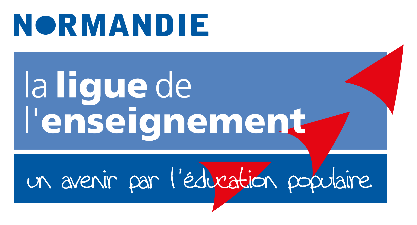 NORMANDIE
la ligue de
l'enseignement
un avenir par l'éducation populaire